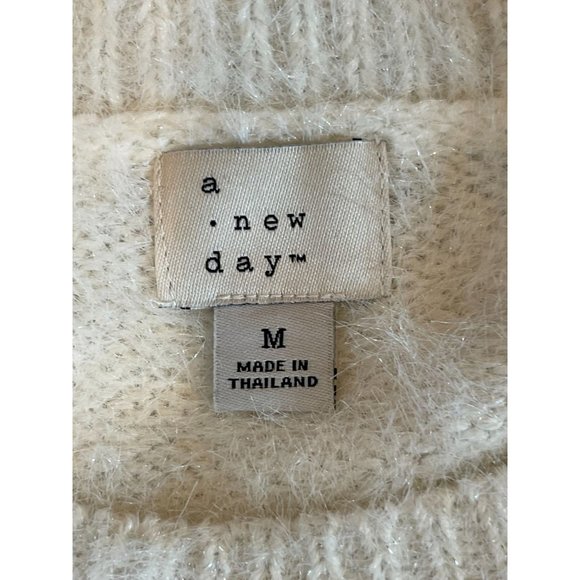 a
· new
day™
M
MADE IN
THAILAND